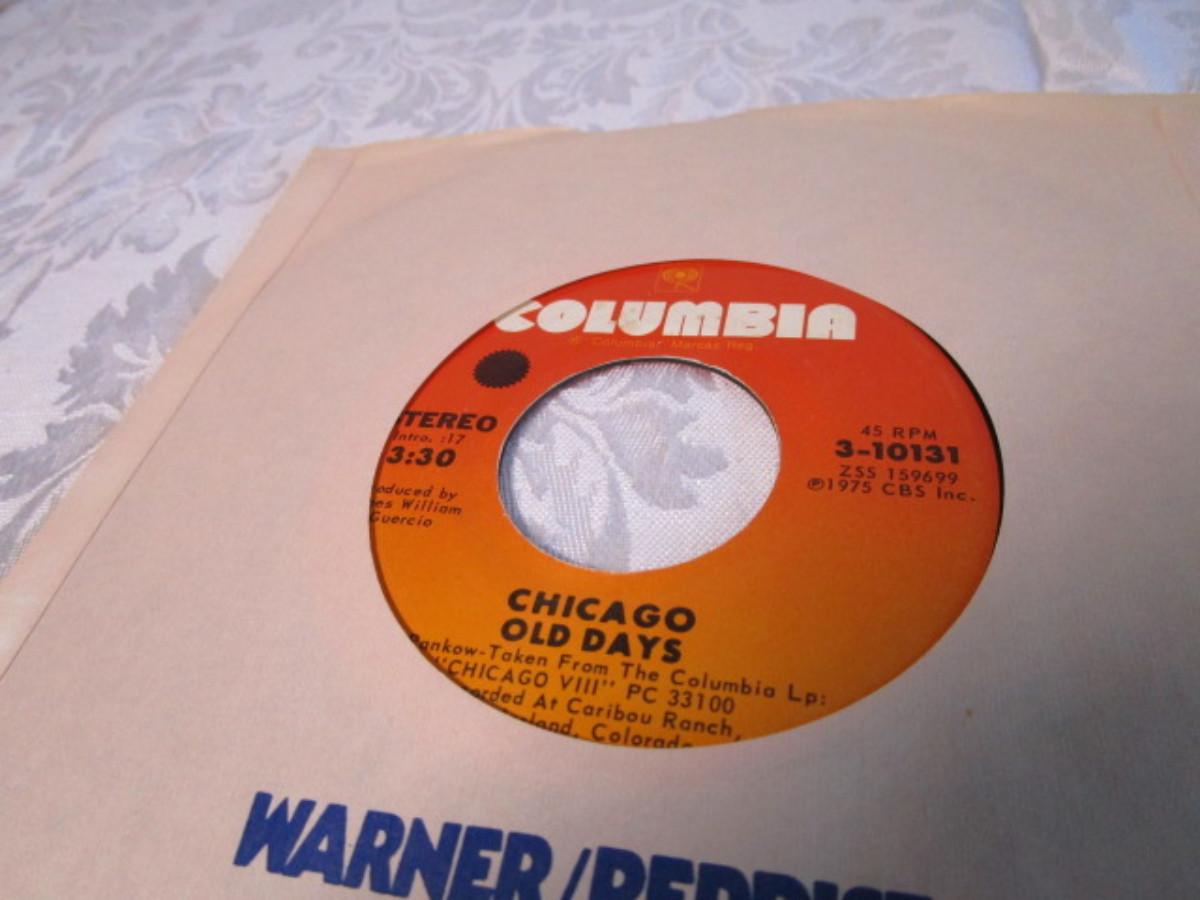 COLUMBIA
® "Columbia" Marcas Reg.
TEREO
Intro. :17
3:30
45 RPM
3-10131
ZSS 159699
℗1975 CBS Inc.
oduced by
es William
Guercio
CHICAGO
OLD DAYS
Pankow-Taken From The Columbia Lp:
"CHICAGO VIII" PC 33100
orded At Caribou Ranch,
land, Colorado
WARNER/REPRISE